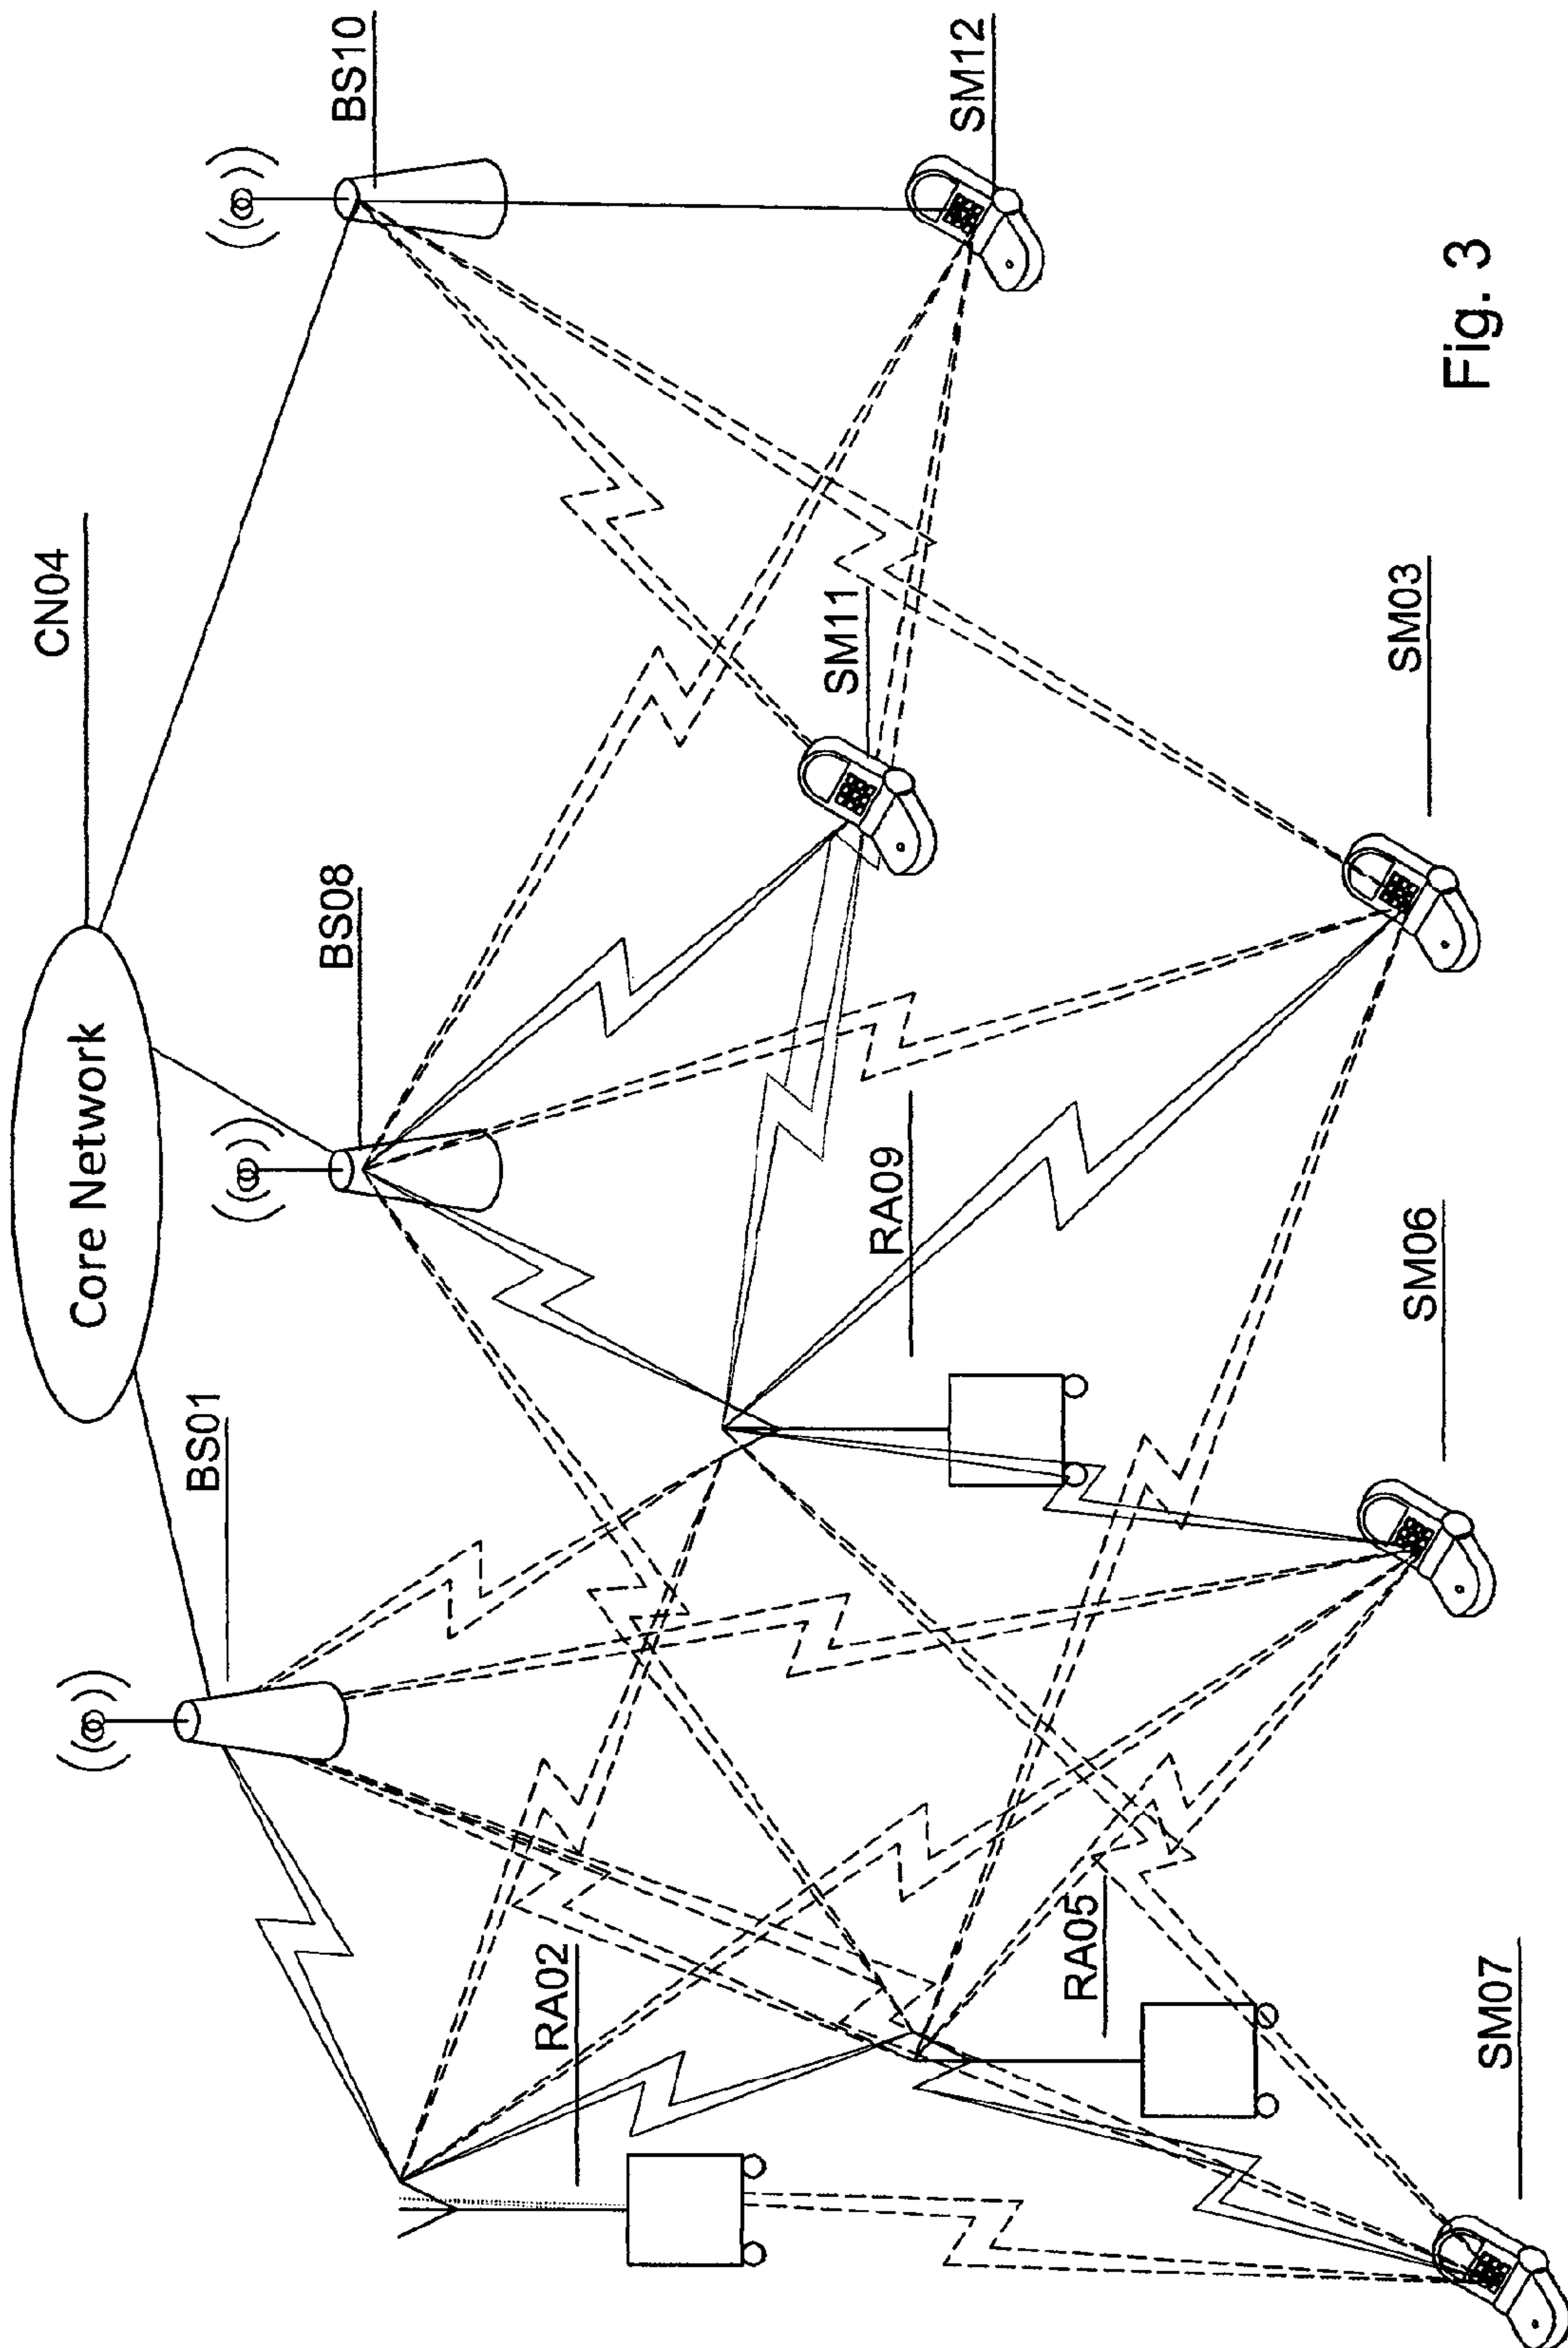 CN04
Core Network
BS01
BS08
BS10
RA02
RA09
SM11
SM12
RA05
SM07
SM06
SM03
Fig. 3